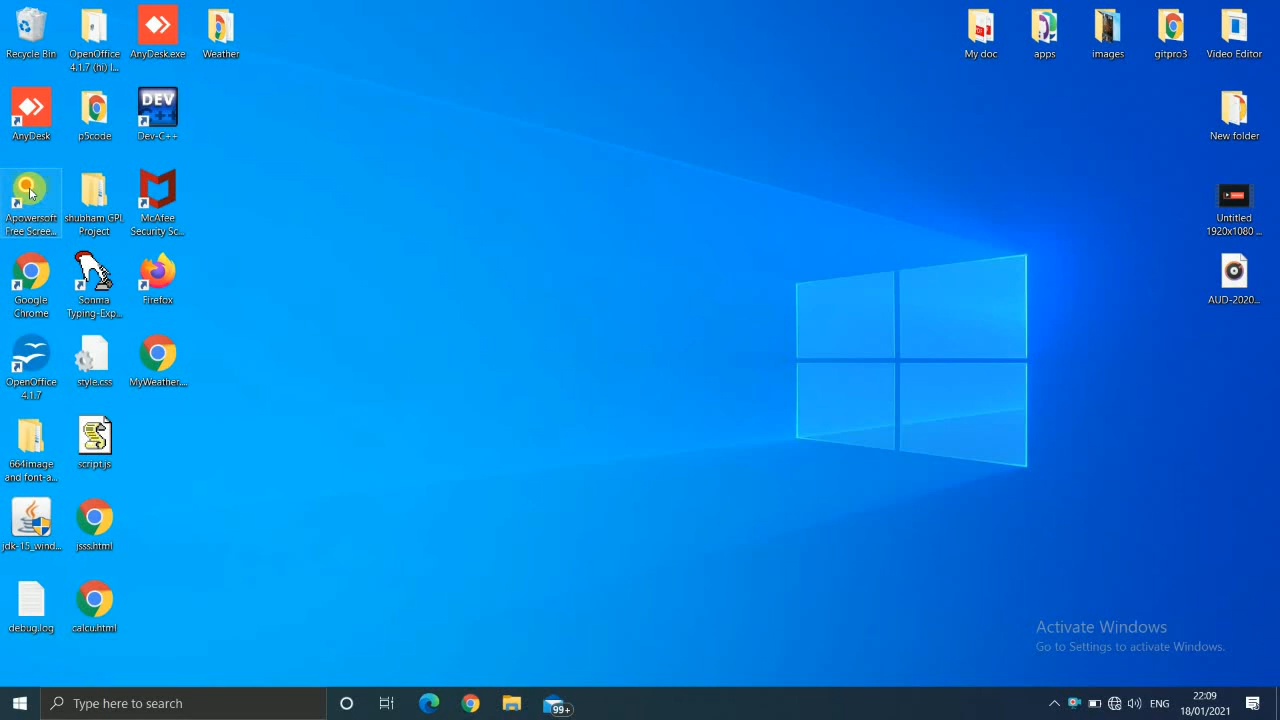 Recycle Bin
OpenOffice
4.1.7 (hi) I...
AnyDesk.exe
Weather
My doc
apps
images
gitpro3
Video Editor
AnyDesk
p5code
DEV
Dev-C++
New folder
Apowersoft
Free Scree...
shubham GPL
Project
McAfee
Security Sc...
Untitled
1920x1080 ...
Google
Chrome
Sonma
Typing-Exp...
Firefox
AUD-2020...
OpenOffice
4.1.7
style.css
MyWeather....
664image
and font-a...
script.js
jdk-15_wind...
jsss.html
debug.log
calcu.html
Activate Windows
Go to Settings to activate Windows.
Type here to search
99+
ENG
22:09
18/01/2021